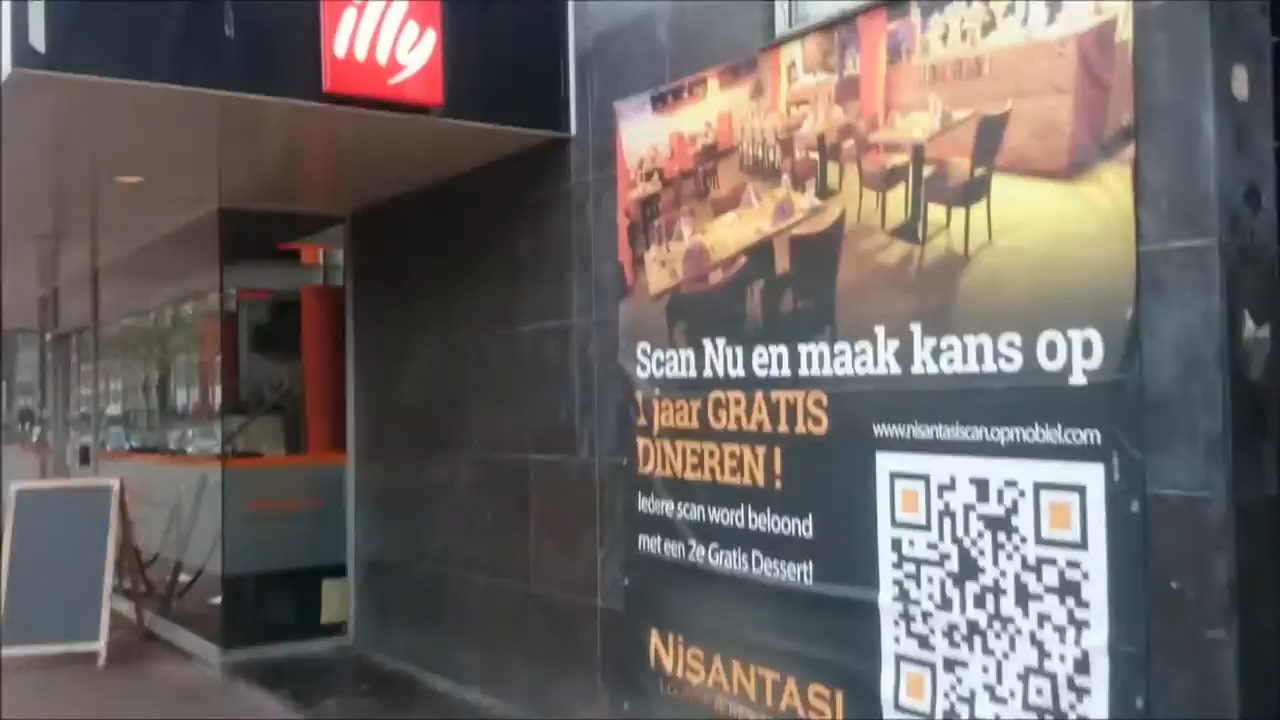 illy
Scan Nu en maak kans op
1 jaar GRATIS
DINEREN !
www.nisantasiscan.opmobiel.com
Iedere scan word beloond
met een 2e Gratis Dessert!
NiSANTASI